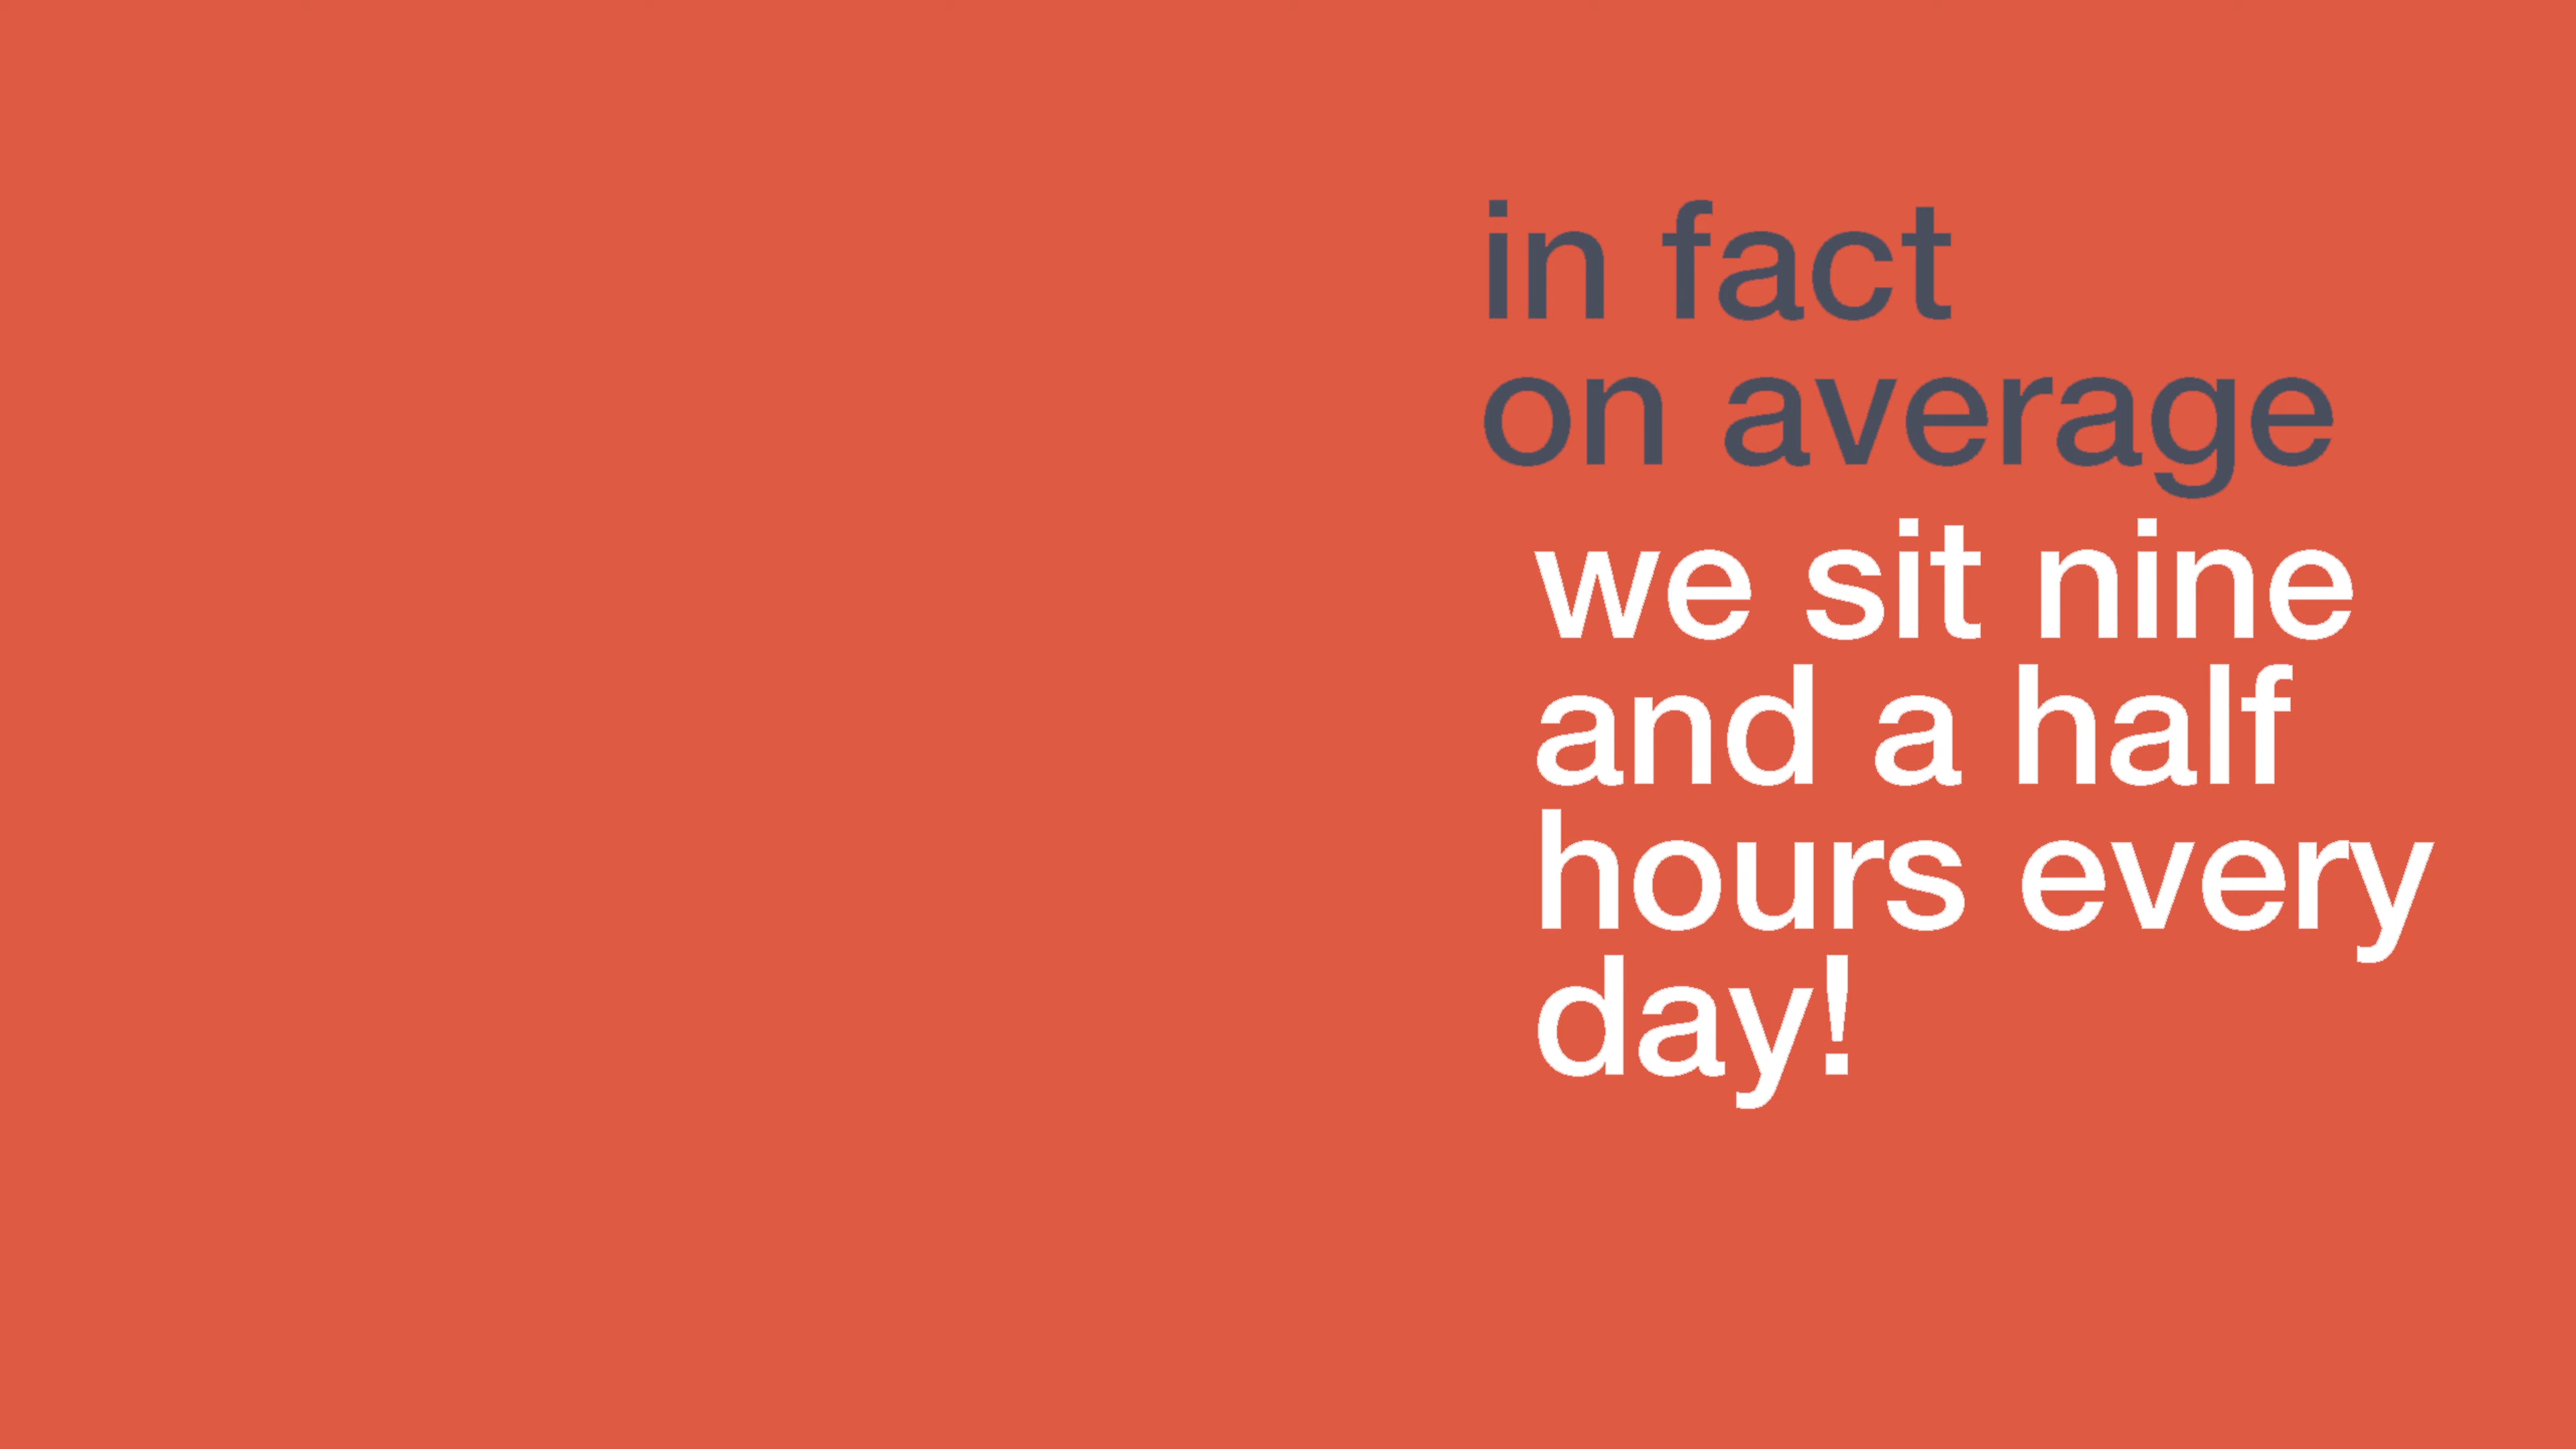 in fact
on average
we sit nine
and a half
hours every
day!